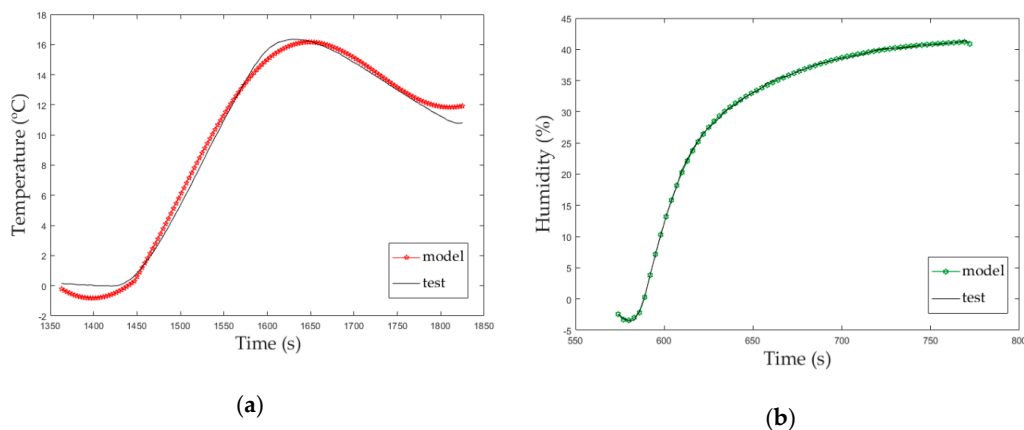 18
16
14
12
10
8
6
4
2
0
-2
Temperature (ºC)
1350 1400 1450 1500 1550 1600 1650 1700 1750 1800 1850
Time (s)
model
test
(a)
45
40
35
30
25
20
15
10
5
0
-5
Humidity (%)
550 600 650 700 750 800
Time (s)
model
test
(b)